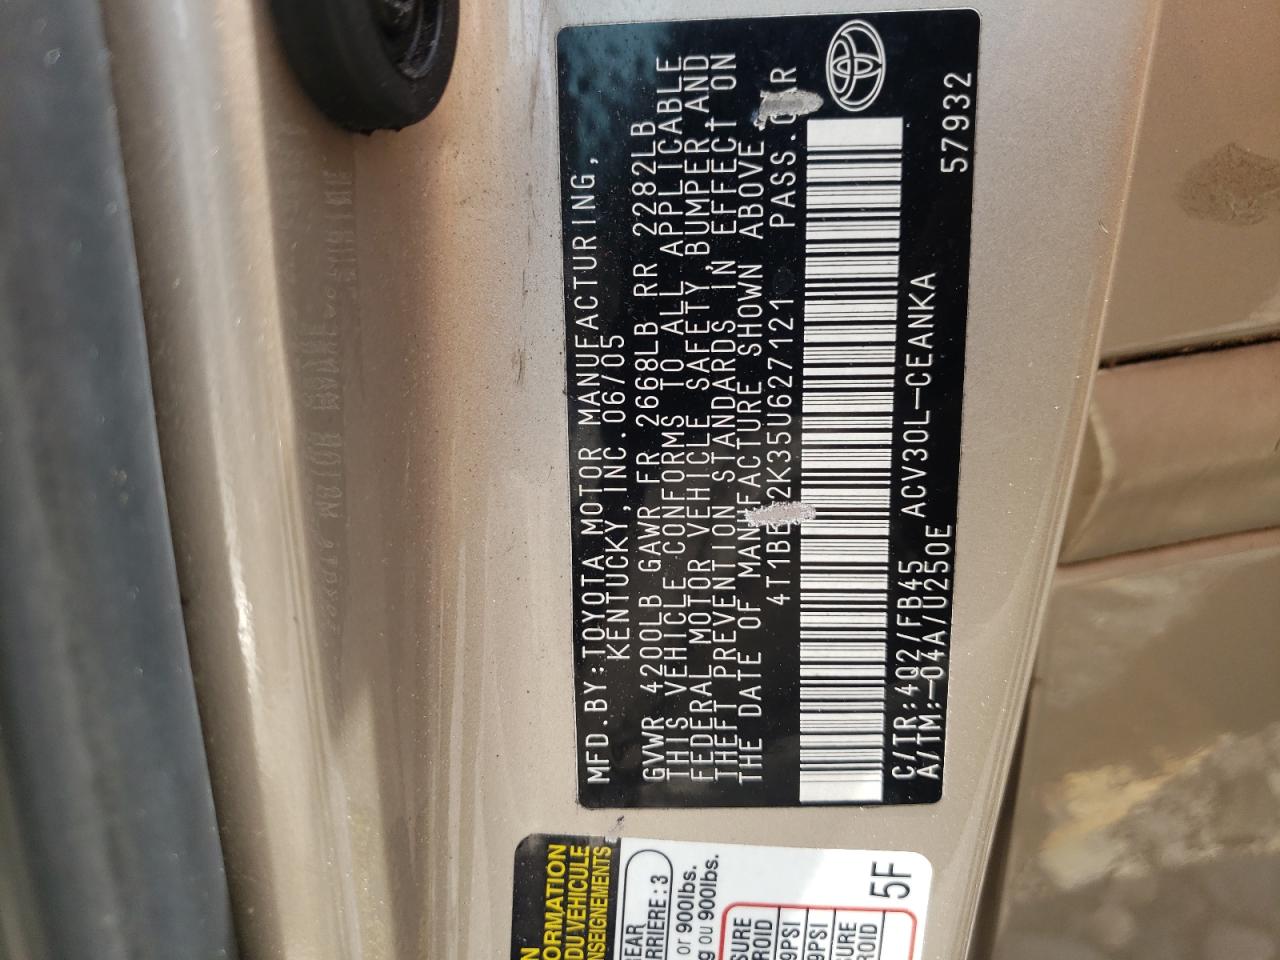 MFD.BY:TOYOTA MOTOR MANUFACTURING,
KENTUCKY,INC.06/05
GVWR 4200LB GAWR FR 2668LB RR 2282LB
THIS VEHICLE CONFORMS TO ALL APPLICABLE
FEDERAL MOTOR VEHICLE SAFETY,BUMPER AND
THEFT PREVENTION STANDARDS IN EFFECT ON
THE DATE OF MANUFACTURE SHOWN ABOVE.
PASS.CAR
C/TR:4Q2/FB45 ACV30L-CEANKA
A/TM:-04A/U250E 57932
5F